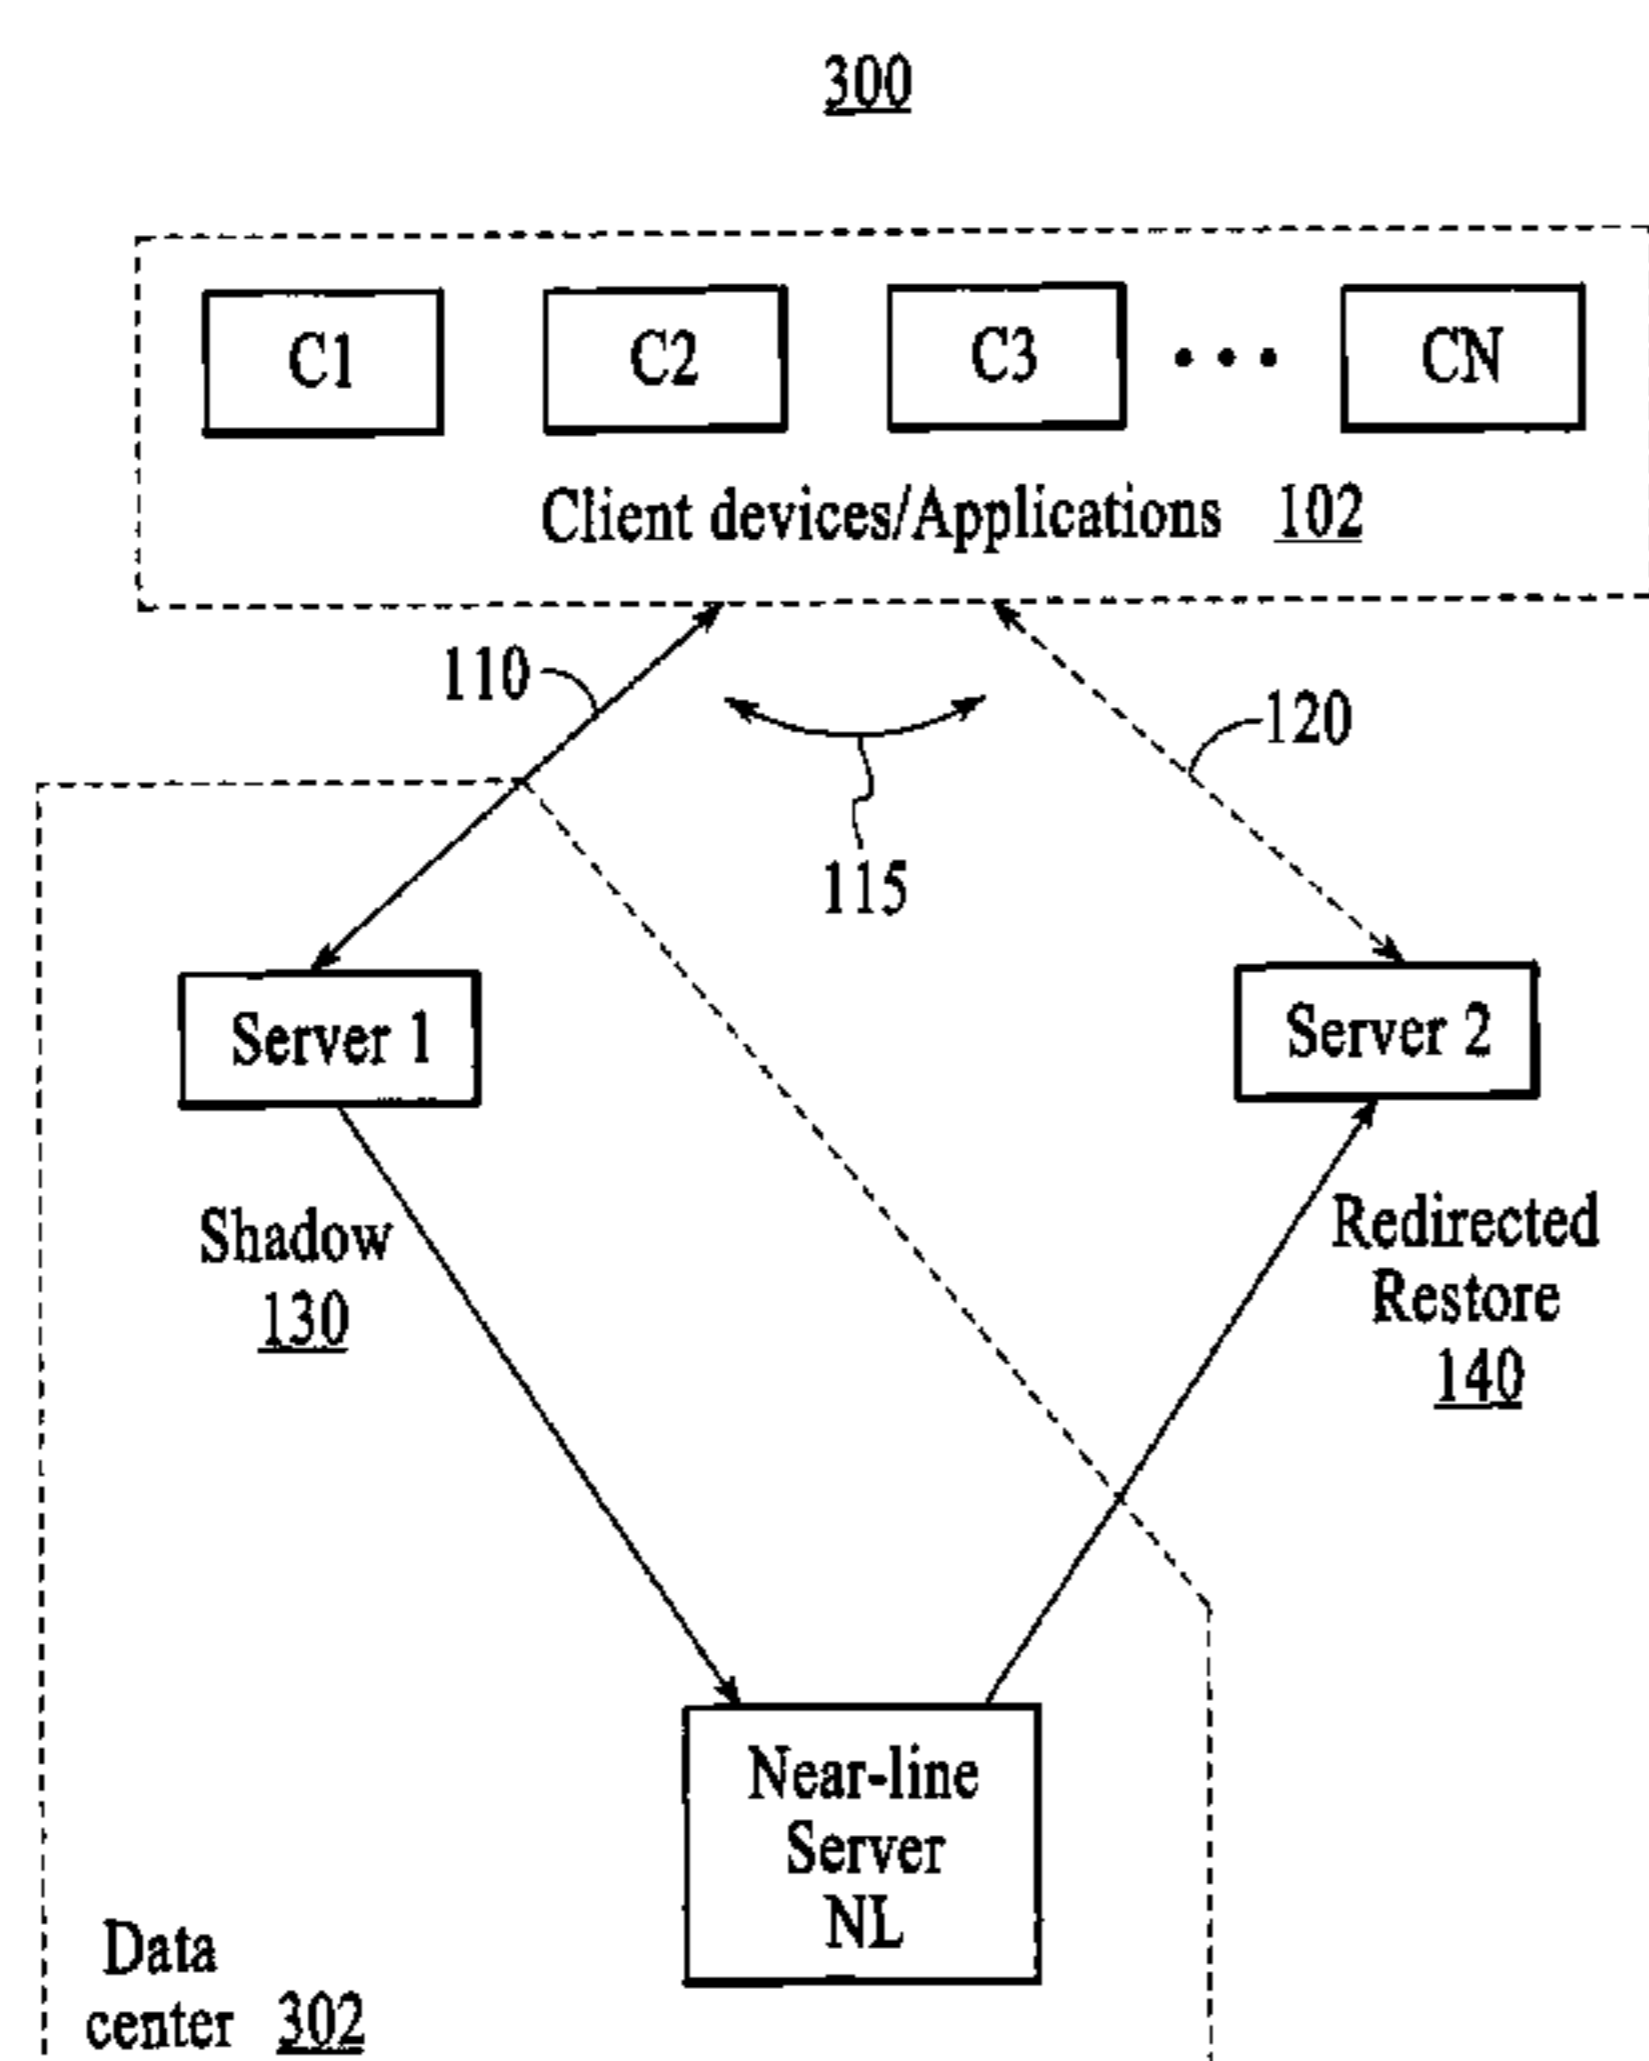 300
C1 C2 C3 • • • CN
Client devices/Applications 102
110
120
115
Server 1
Server 2
Shadow
130
Redirected
Restore
140
Near-line
Server
NL
Data
center 302